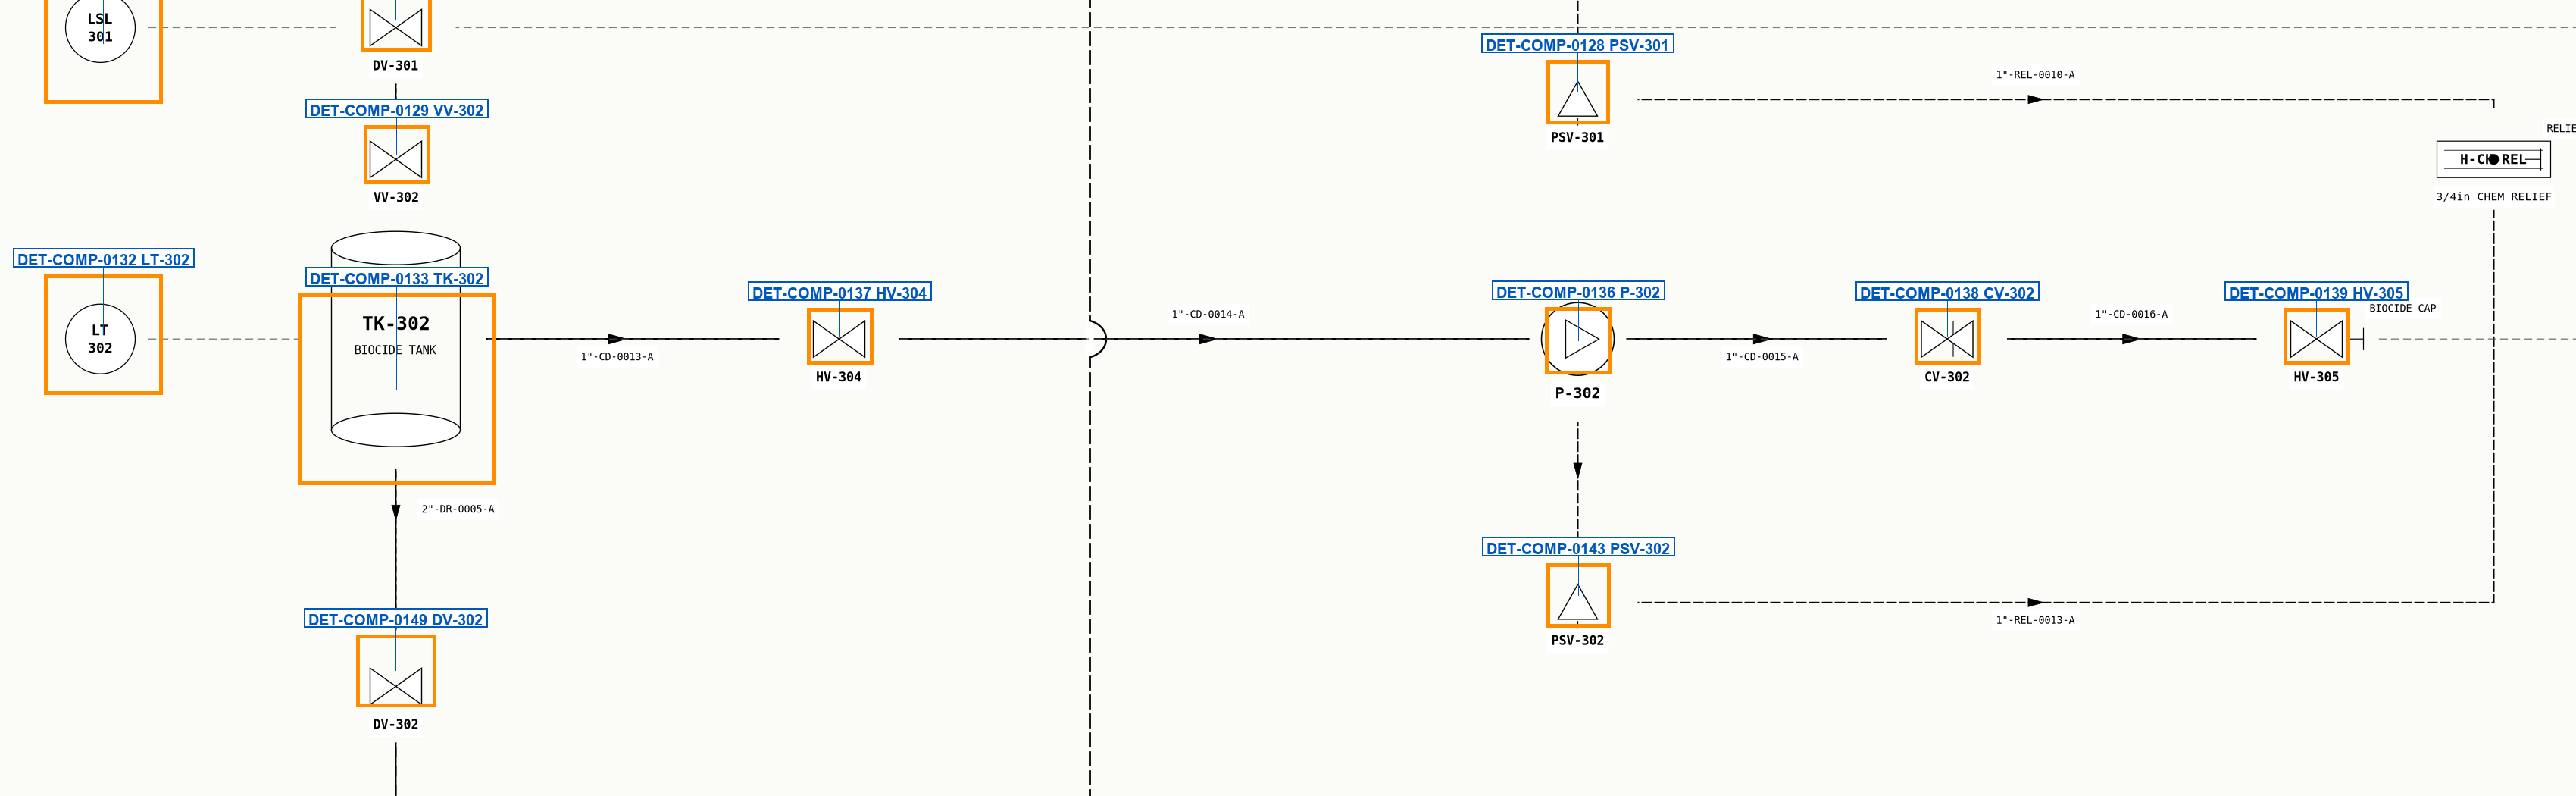 LSL
301
DV-301
DET-COMP-0128 PSV-301
PSV-301
1"-REL-0010-A
DET-COMP-0129 VV-302
VV-302
3/4in CHEM RELIEF
DET-COMP-0132 LT-302
LT
302
DET-COMP-0133 TK-302
TK-302
BIOCIDE TANK
1"-CD-0013-A
DET-COMP-0137 HV-304
HV-304
1"-CD-0014-A
DET-COMP-0136 P-302
P-302
1"-CD-0015-A
DET-COMP-0138 CV-302
CV-302
1"-CD-0016-A
DET-COMP-0139 HV-305
BIOCIDE CAP
HV-305
2"-DR-0005-A
DET-COMP-0143 PSV-302
PSV-302
1"-REL-0013-A
DET-COMP-0149 DV-302
DV-302